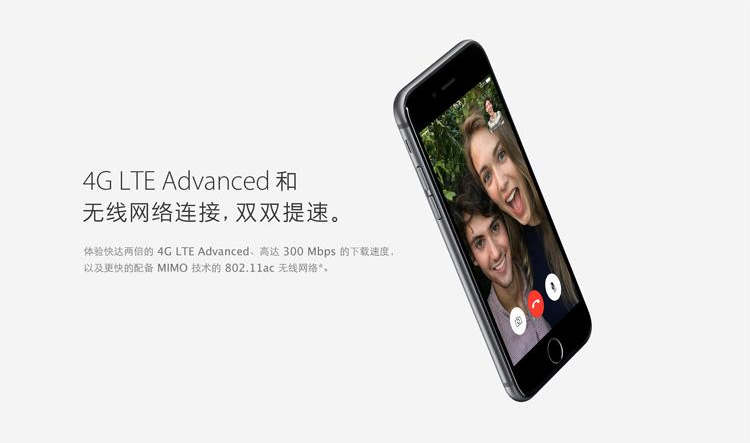 4G LTE Advanced 和
无线网络连接，双双提速。
体验快达两倍的 4G LTE Advanced、高达 300 Mbps 的下载速度，
以及更快的配备 MIMO 技术的 802.11ac 无线网络*。